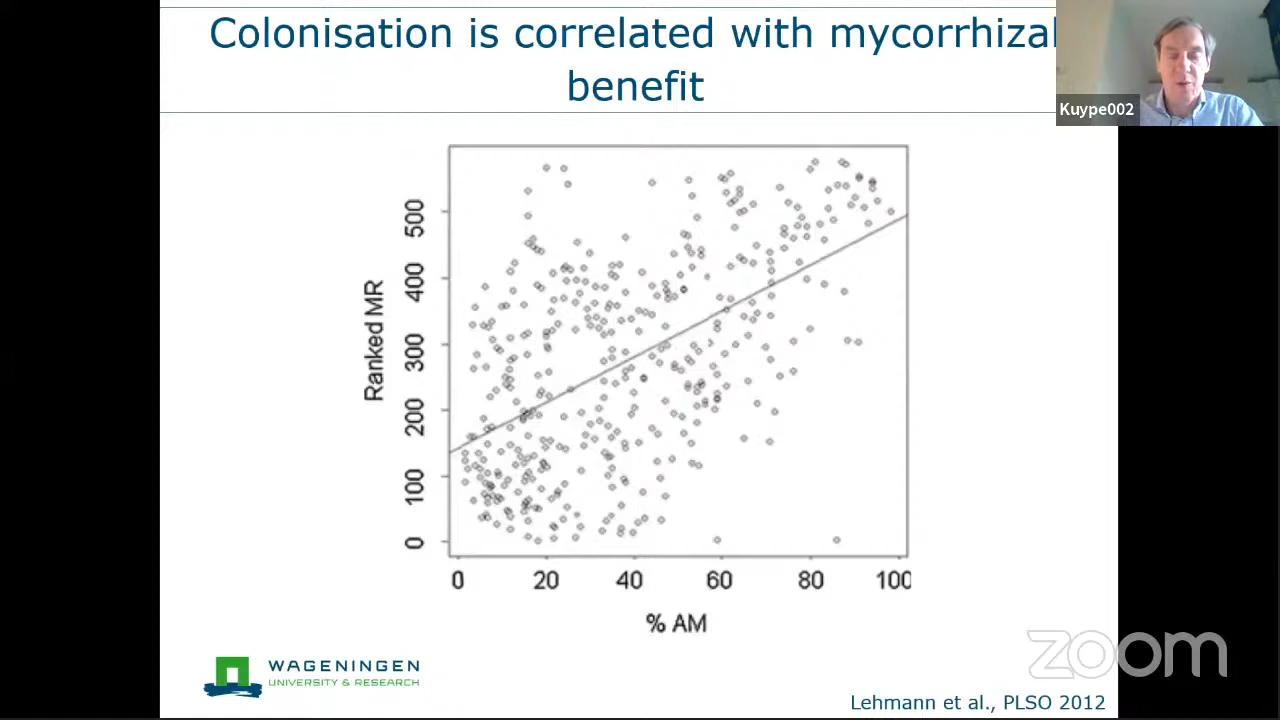 Colonisation is correlated with mycorrhizal
benefit
Kuype002
Ranked MR
500
400
300
200
100
0
0 20 40 60 80 100
% AM
WAGENINGEN
UNIVERSITY & RESEARCH
zoom
Lehmann et al., PLSO 2012